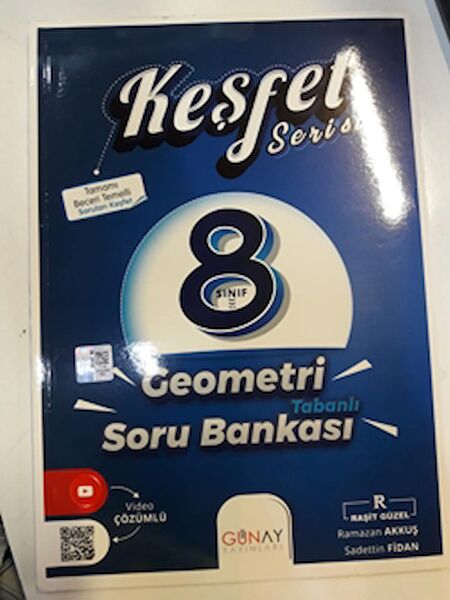 Keşfet
Serisi
Tamamı
Beceri Temelli
Soruları Keşfet
8
SINIF
Geometri
Tabanlı
Soru Bankası
Video
ÇÖZÜMLÜ
GÜNAY
YAYINLARI
R
RAŞİT GÜZEL
Ramazan AKKUŞ
Sadettin FİDAN